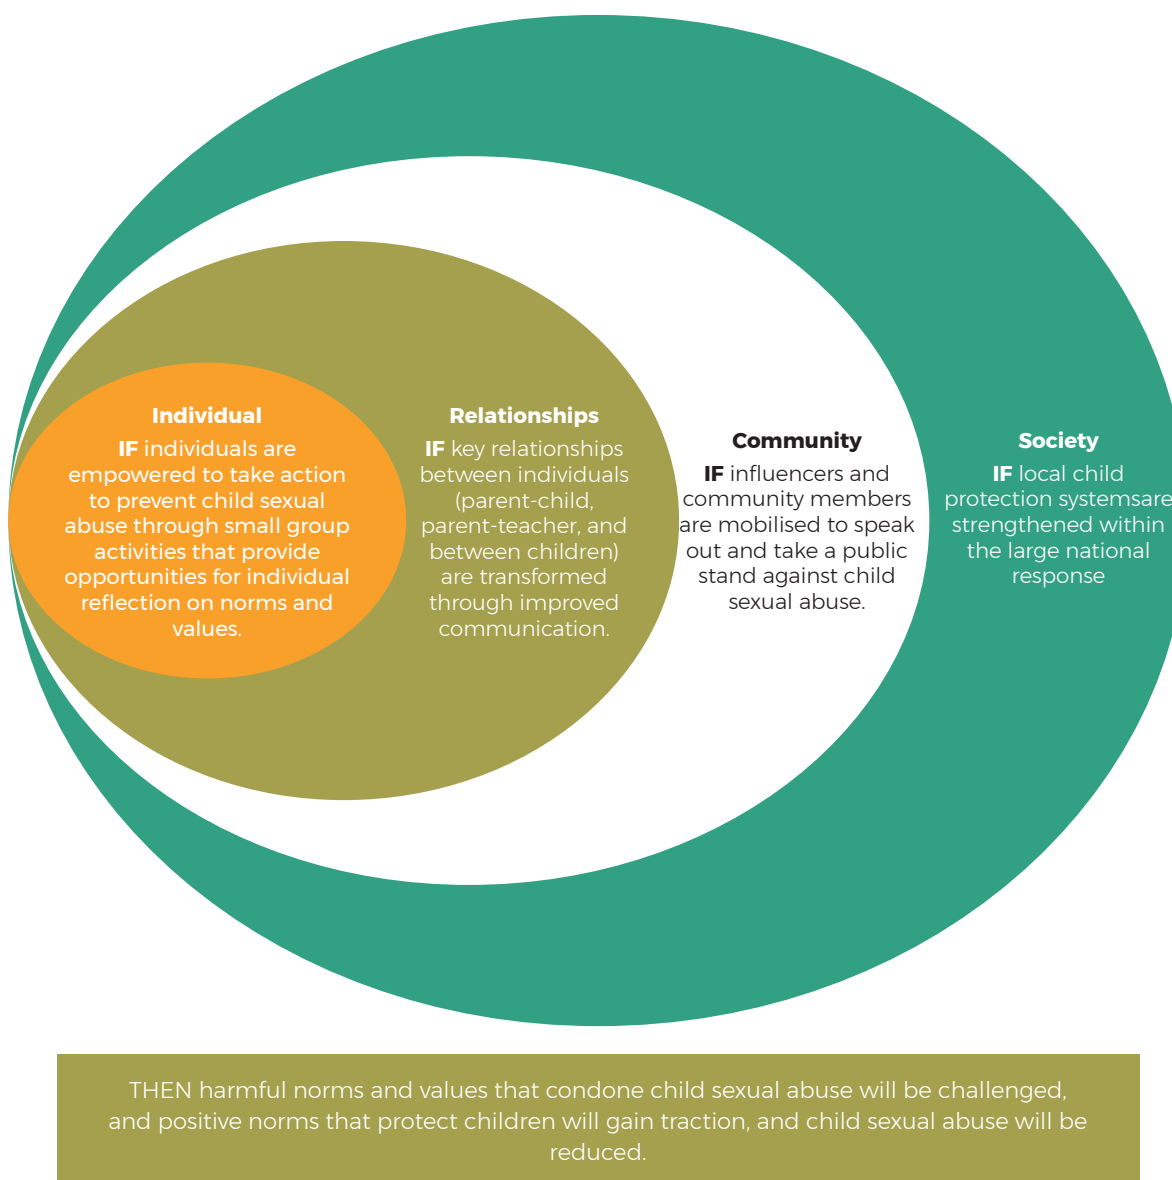 Individual
IF individuals are
empowered to take action
to prevent child sexual
abuse through small group
activities that provide
opportunities for individual
reflection on norms and
values.
Relationships
IF key relationships
between individuals
(parent-child,
parent-teacher, and
between children)
are transformed
through improved
communication.
Community
IF influencers and
community members
are mobilised to speak
out and take a public
stand against child
sexual abuse.
Society
IF local child
protection systemsare
strengthened within
the large national
response
THEN harmful norms and values that condone child sexual abuse will be challenged,
and positive norms that protect children will gain traction, and child sexual abuse will be
reduced.